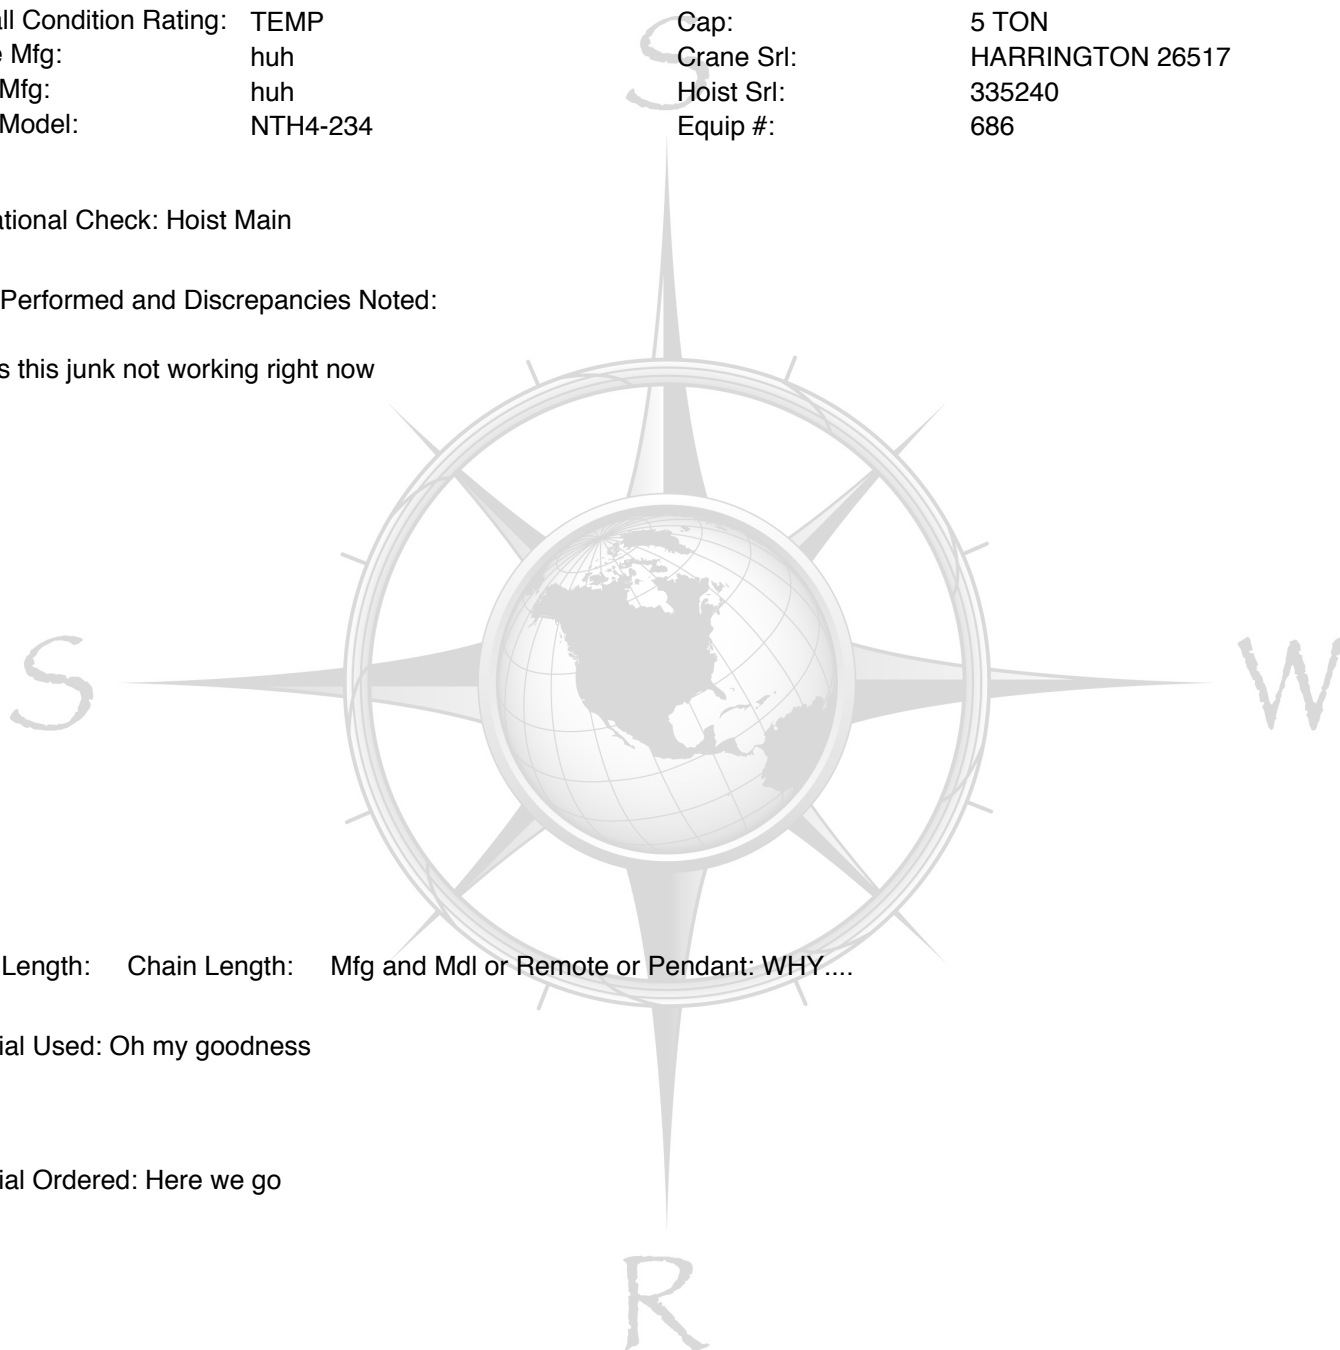 all Condition Rating: TEMP Cap: 5 TON
e Mfg: huh Crane Srl: HARRINGTON 26517
Mfg: huh Hoist Srl: 335240
Model: NTH4-234 Equip #: 686
ational Check: Hoist Main
Performed and Discrepancies Noted:
s this junk not working right now
Length: Chain Length: Mfg and Mdl or Remote or Pendant: WHY....
ial Used: Oh my goodness
ial Ordered: Here we go
S
S
W
R